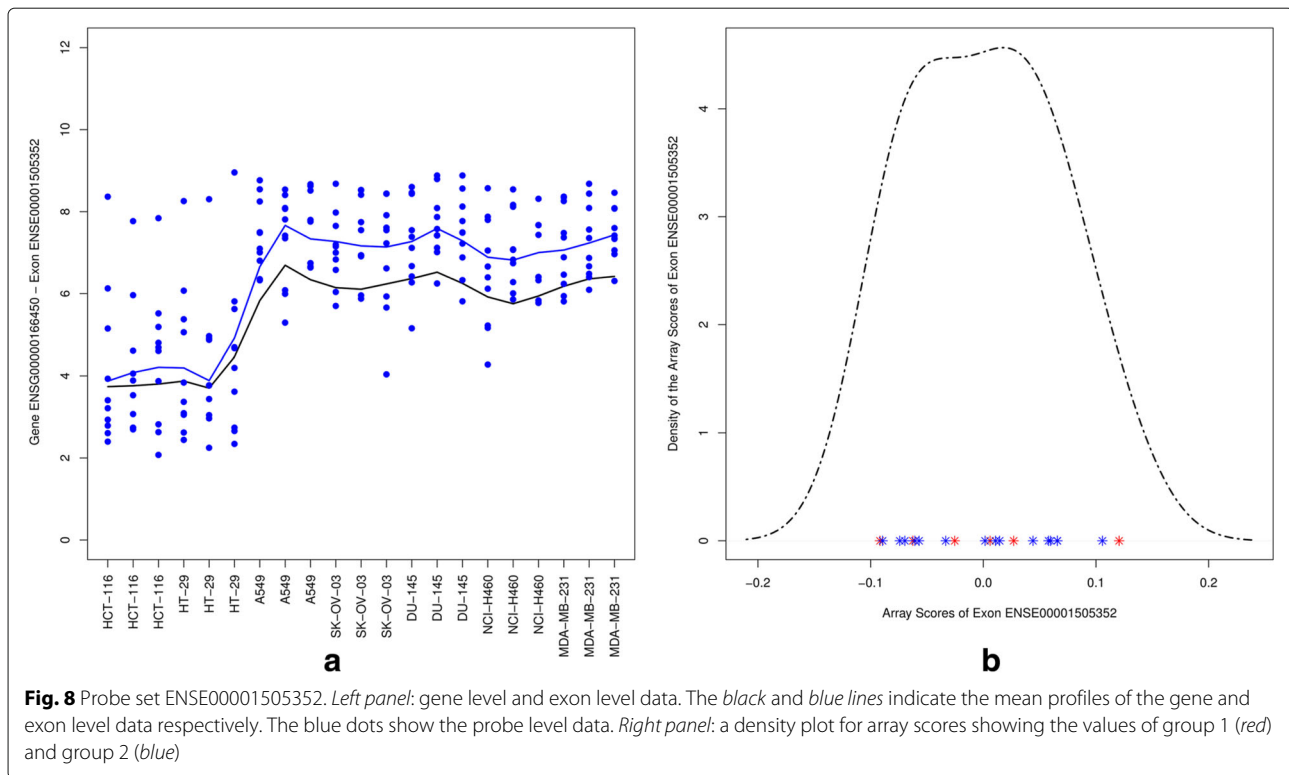 Gene ENSG00000166450 − Exon ENSE00001505352
12
10
8
6
4
2
0
HCT−116
HCT−116
HCT−116
HT−29
HT−29
HT−29
A549
A549
A549
SK−OV−03
SK−OV−03
SK−OV−03
DU−145
DU−145
DU−145
NCI−H460
NCI−H460
NCI−H460
MDA−MB−231
MDA−MB−231
MDA−MB−231
a
Density of the Array Scores of Exon ENSE00001505352
4
3
2
1
0
−0.2
−0.1
0.0
0.1
0.2
Array Scores of Exon ENSE00001505352
b
Fig. 8 Probe set ENSE00001505352. Left panel: gene level and exon level data. The black and blue lines indicate the mean profiles of the gene and
exon level data respectively. The blue dots show the probe level data. Right panel: a density plot for array scores showing the values of group 1 (red)
and group 2 (blue)